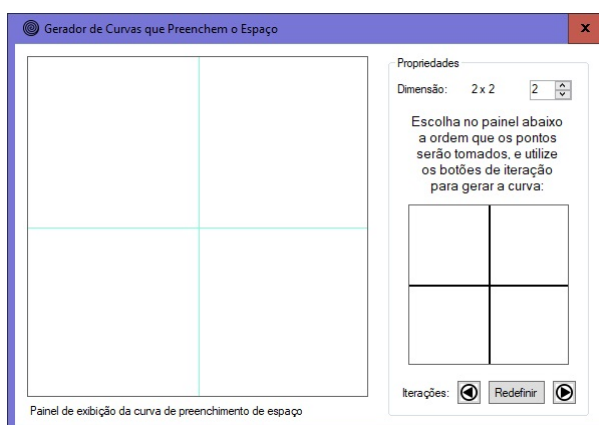 Gerador de Curvas que Preenchem o Espaço
x
Propriedades
Dimensão: 2 x 2 2
Escolha no painel abaixo
a ordem que os pontos
serão tomados, e utilize
os botões de iteração
para gerar a curva:
Iterações: Redefinir
Painel de exibição da curva de preenchimento de espaço